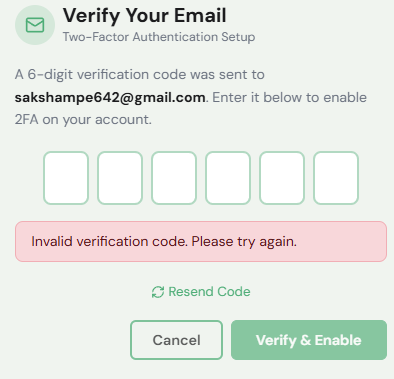 Verify Your Email
Two-Factor Authentication Setup
A 6-digit verification code was sent to
sakshampe642@gmail.com. Enter it below to enable
2FA on your account.
Invalid verification code. Please try again.
Resend Code
Cancel
Verify & Enable